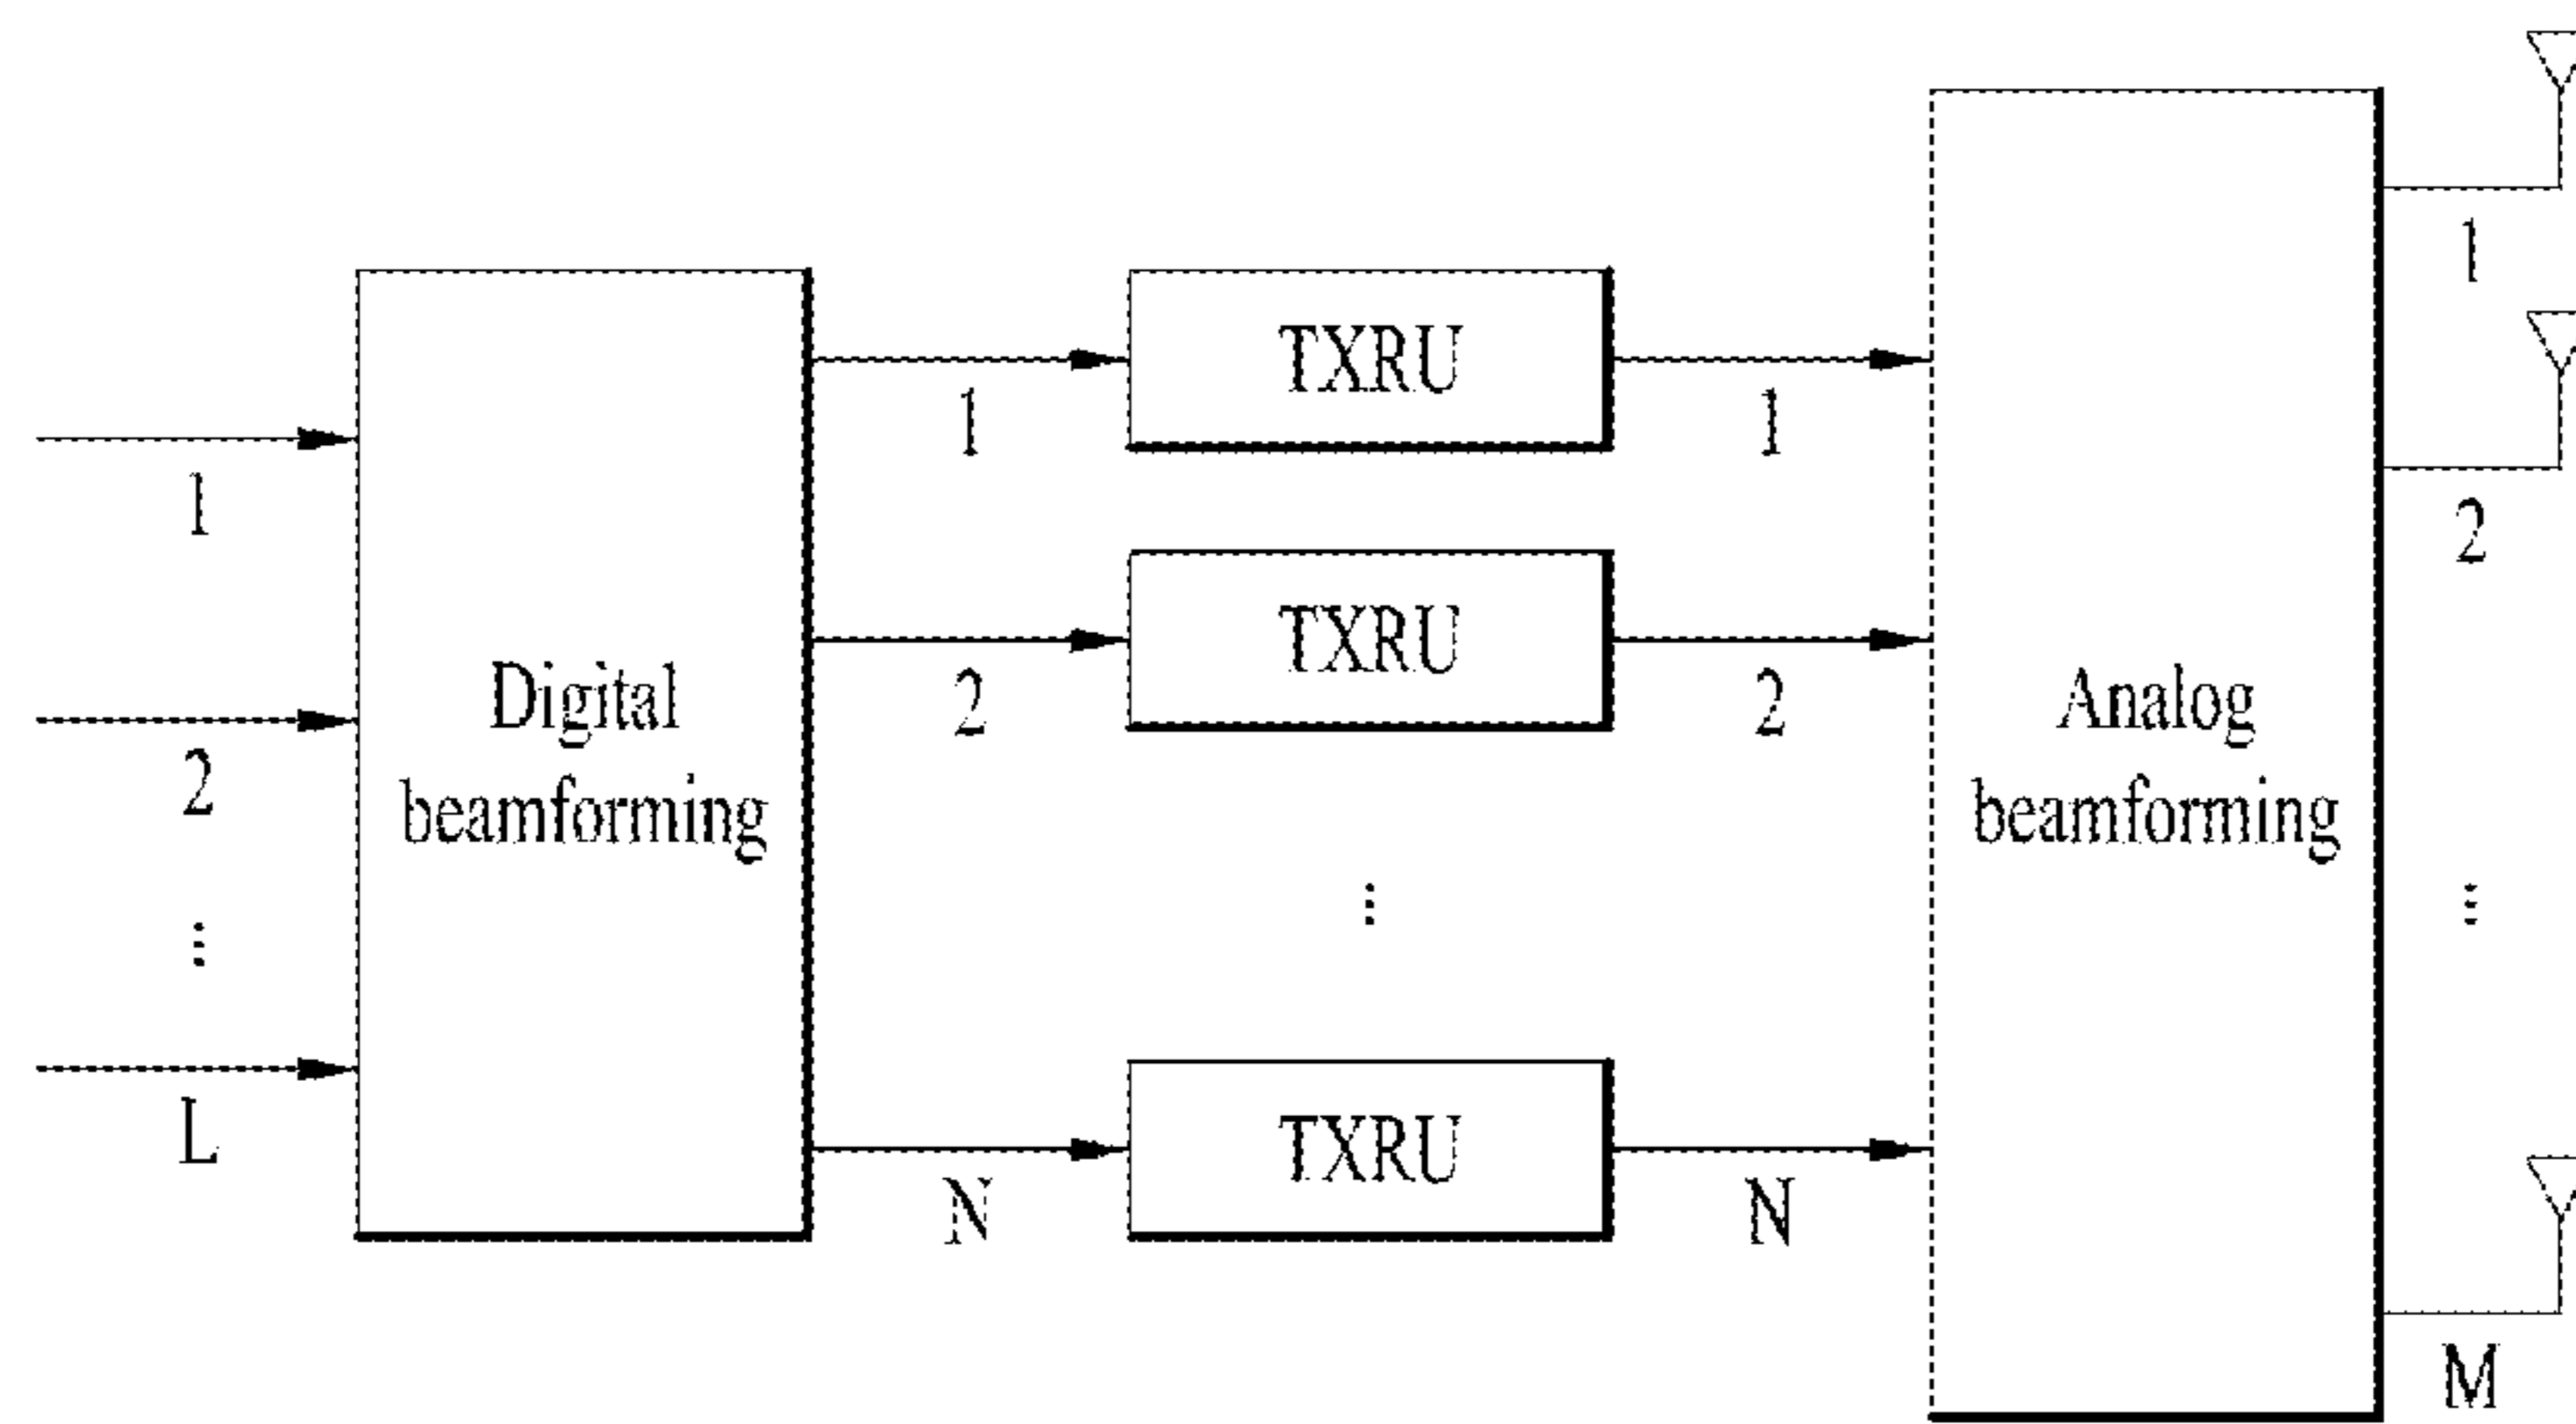 1
2
⋮
L
Digital
beamforming
1
2
N
TXRU
TXRU
⋮
TXRU
1
2
N
Analog
beamforming
1
2
⋮
M